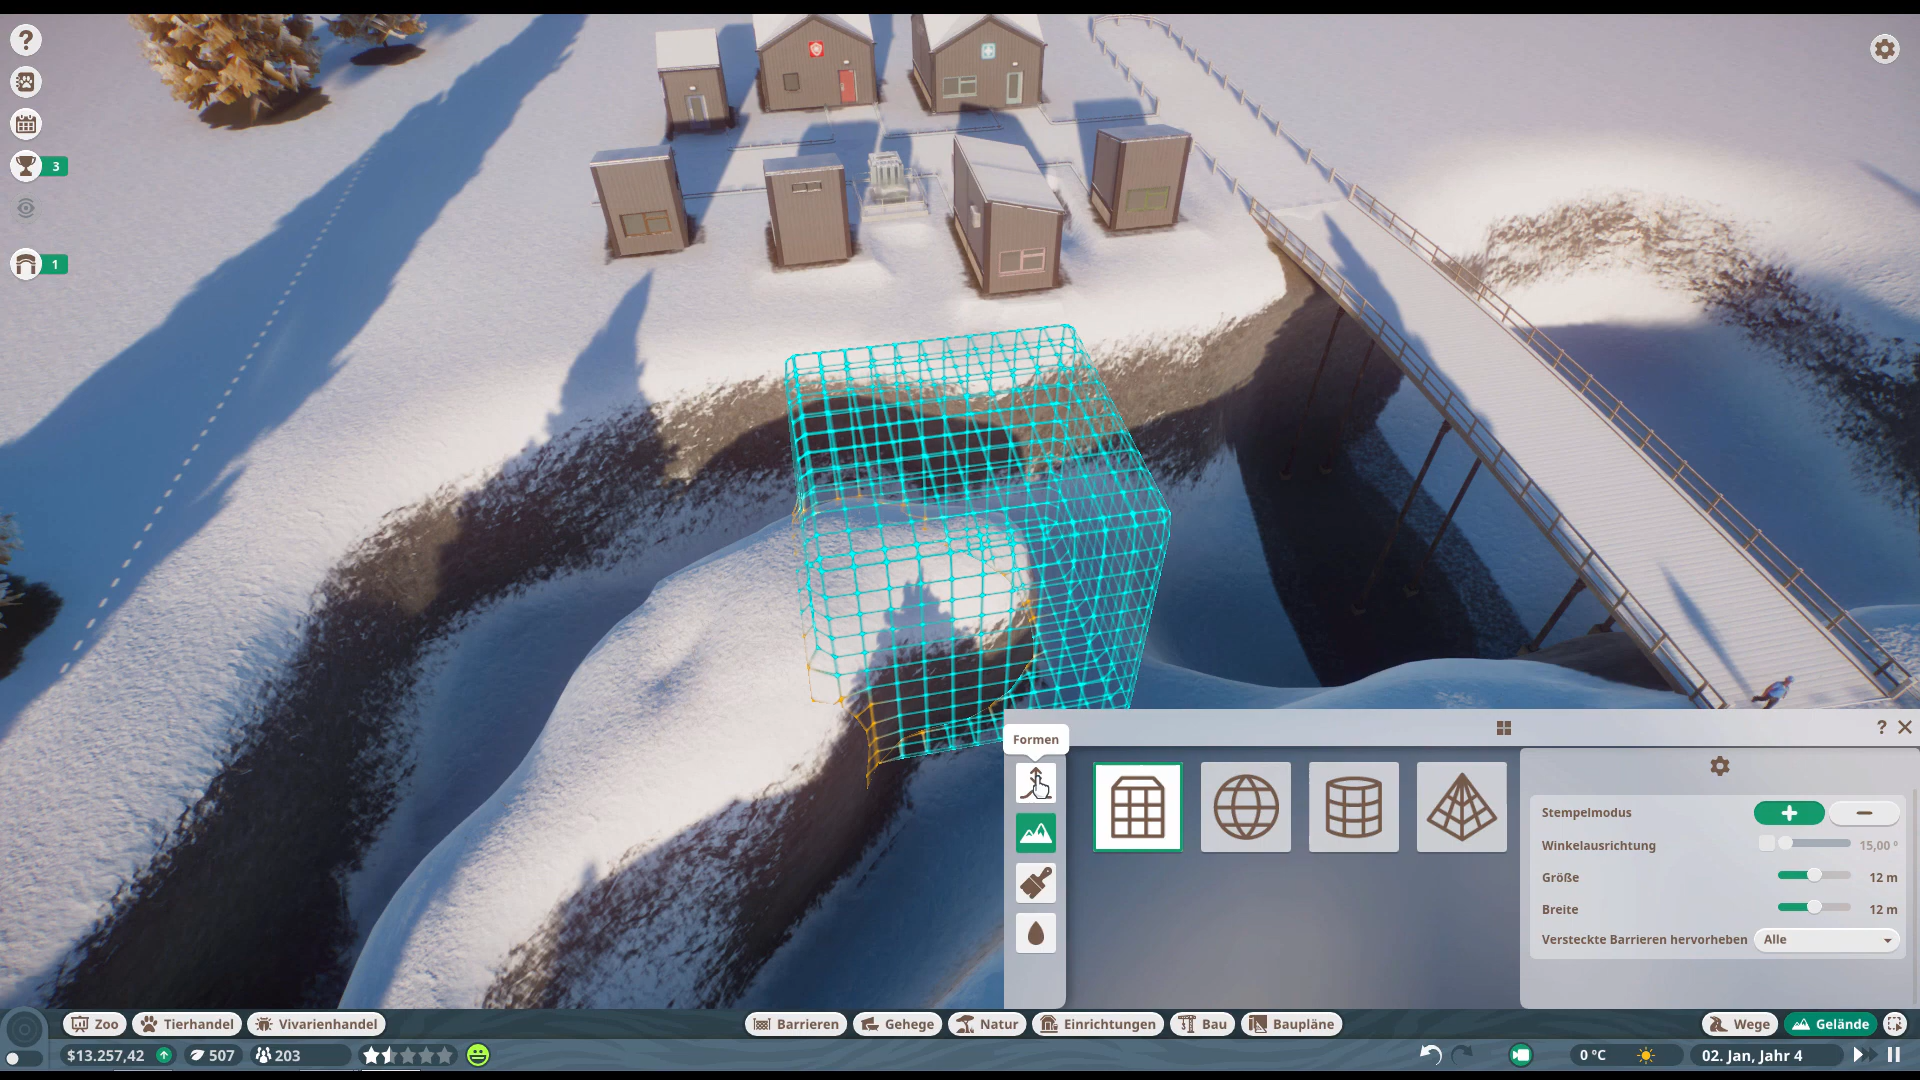 ?
3
1
Formen
?
Stempelmodus
Winkelausrichtung
15,00 °
Größe
12 m
Breite
12 m
Versteckte Barrieren hervorheben
Alle
Zoo
Tierhandel
Vivarienhandel
Barrieren
Gehege
Natur
Einrichtungen
Bau
Baupläne
Wege
Gelände
$13.257,42
507
203
0 °C
02. Jan, Jahr 4